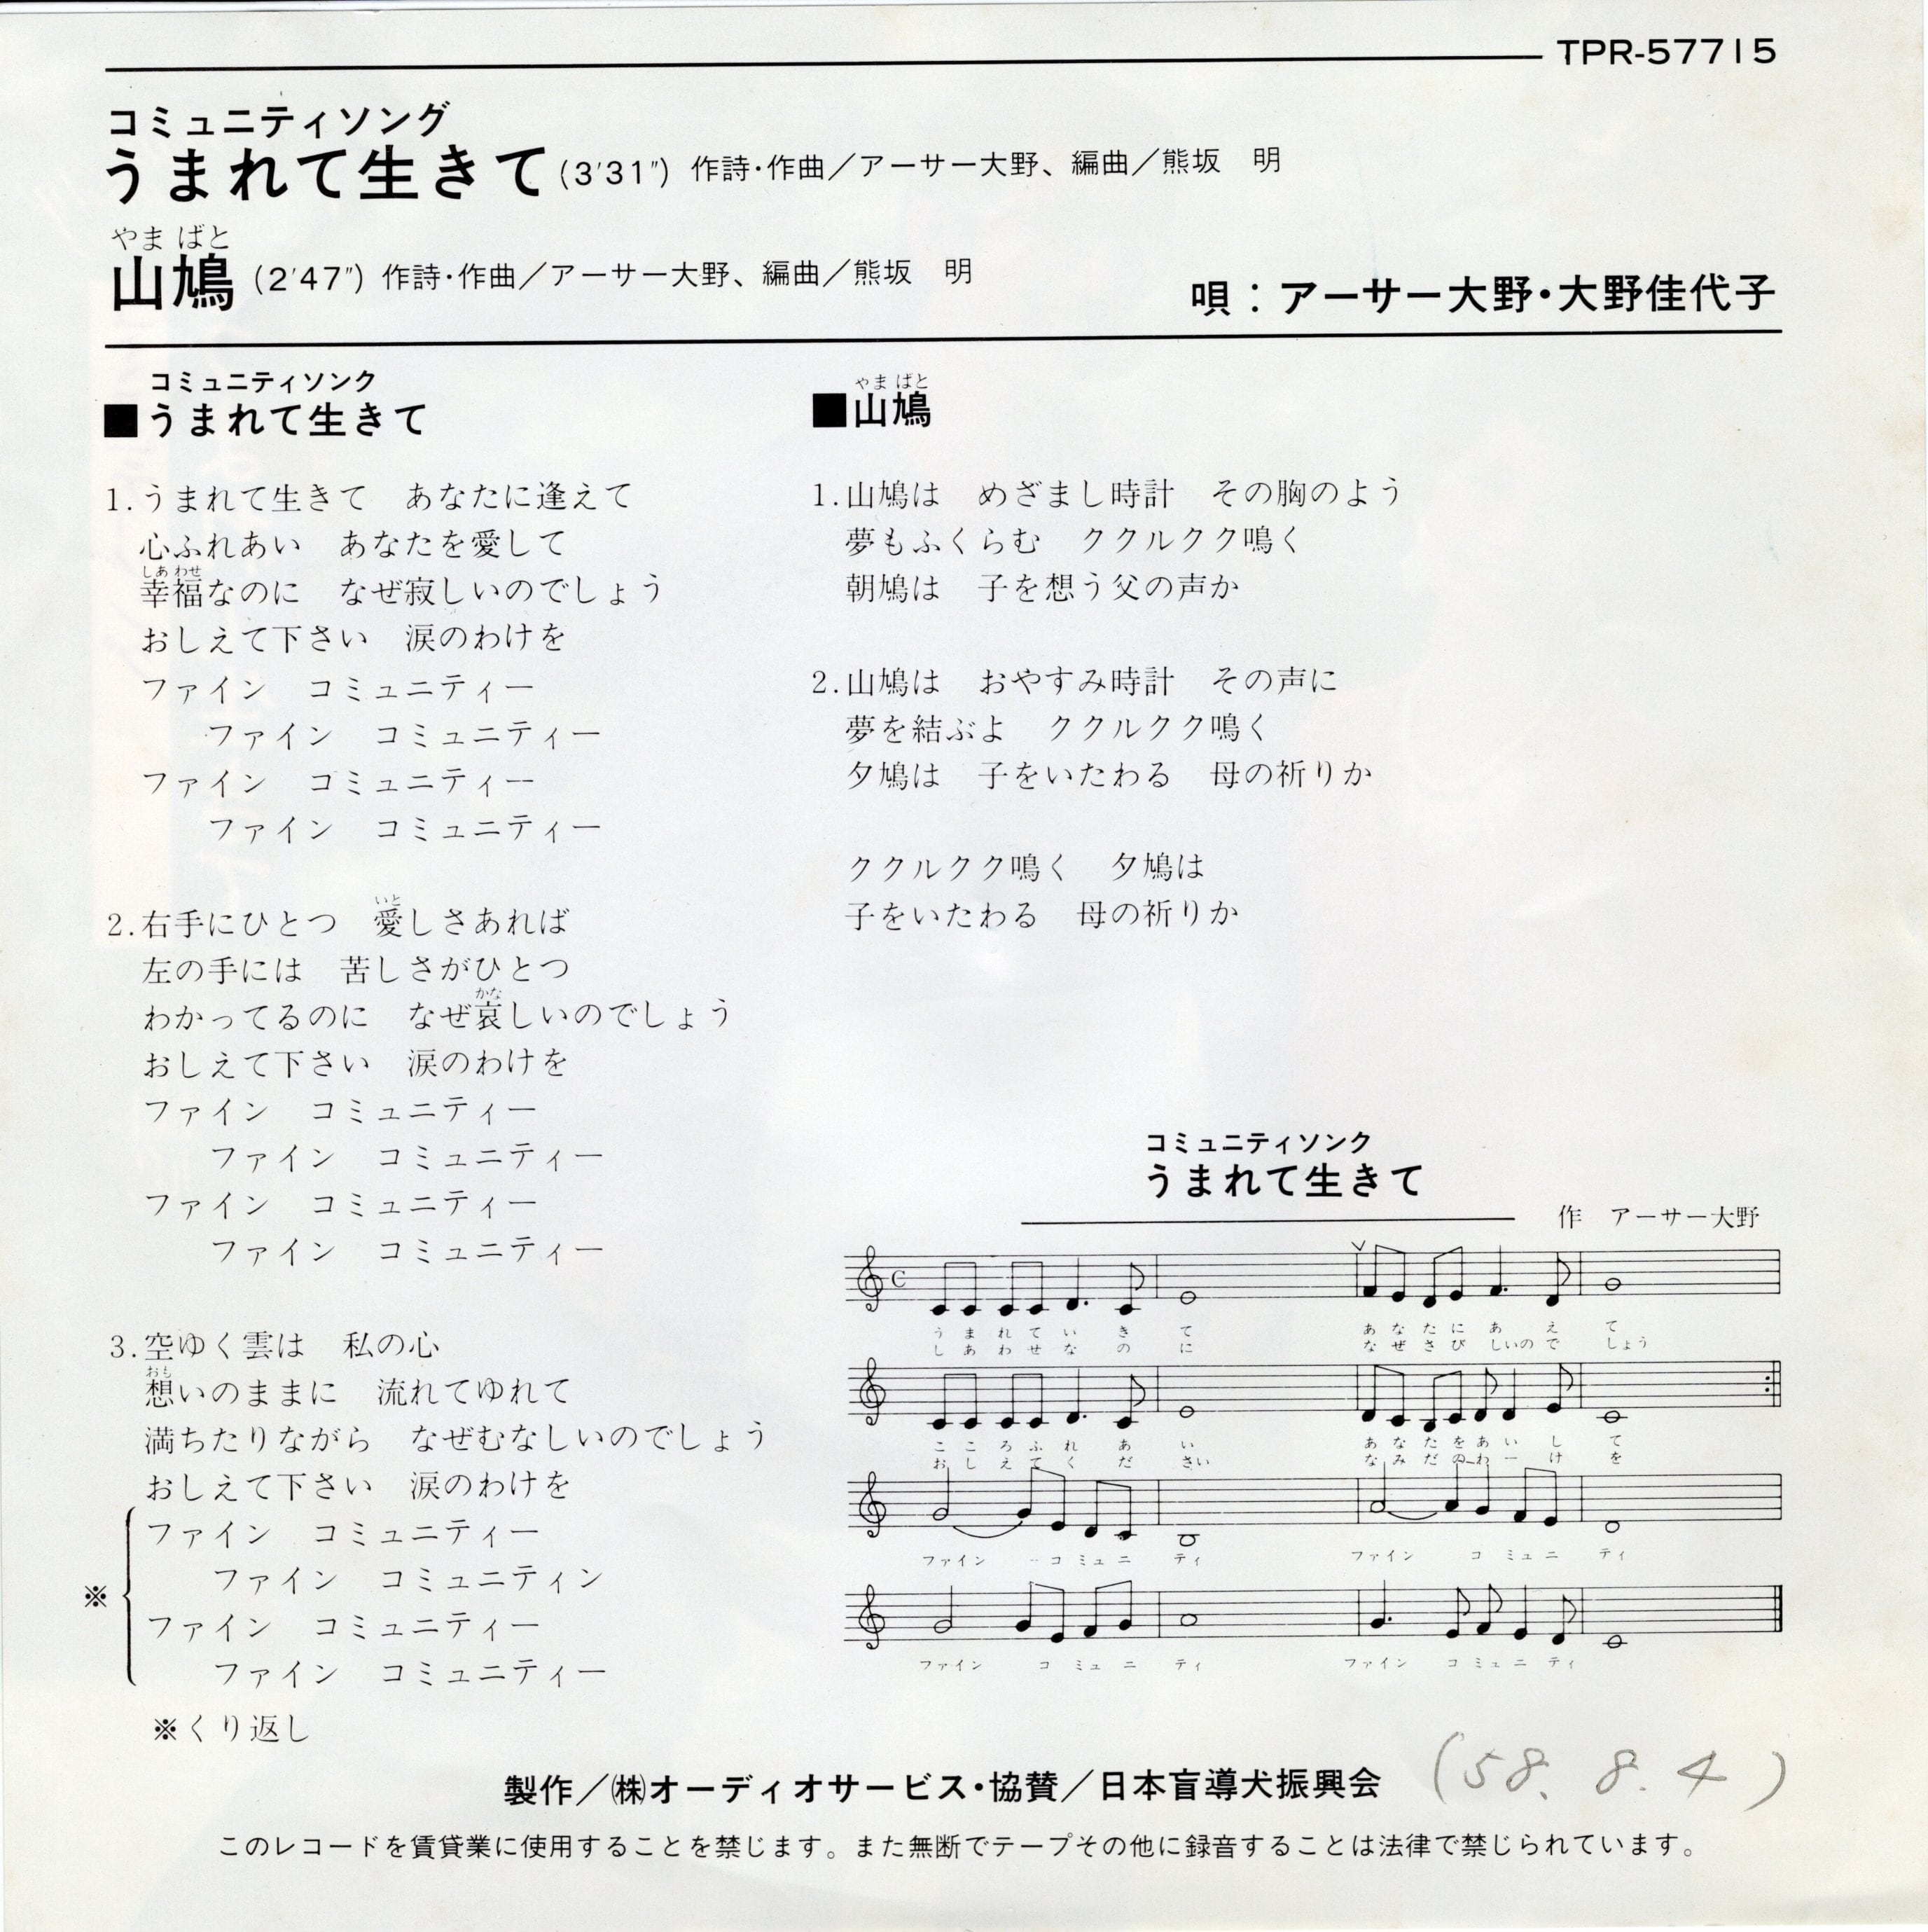 TPR-57715
コミュニティソング
うまれて生きて(3'31") 作詩・作曲／アーサー大野、編曲／熊坂　明
やま ばと
山鳩(2'47") 作詩・作曲／アーサー大野、編曲／熊坂　明
唄：アーサー大野・大野佳代子
コミュニティソンク
■うまれて生きて
1.うまれて生きて　あなたに逢えて
心ふれあい　あなたを愛して
しあ わせ
幸福なのに　なぜ寂しいのでしょう
おしえて下さい　涙のわけを
ファイン　コミュニティー
ファイン　コミュニティー
ファイン　コミュニティー
ファイン　コミュニティー
いと
2.右手にひとつ　愛しさあれば
左の手には　苦しさがひとつ
かな
わかってるのに　なぜ哀しいのでしょう
おしえて下さい　涙のわけを
ファイン　コミュニティー
ファイン　コミュニティー
ファイン　コミュニティー
ファイン　コミュニティー
3.空ゆく雲は　私の心
おも
想いのままに　流れてゆれて
満ちたりながら　なぜむなしいのでしょう
おしえて下さい　涙のわけを
ファイン　コミュニティー
ファイン　コミュニティン
※
ファイン　コミュニティー
ファイン　コミュニティー
※くり返し
やま ばと
■山鳩
1.山鳩は　めざまし時計　その胸のよう
夢もふくらむ　ククルクク鳴く
朝鳩は　子を想う父の声か
2.山鳩は　おやすみ時計　その声に
夢を結ぶよ　ククルクク鳴く
夕鳩は　子をいたわる　母の祈りか
ククルクク鳴く　夕鳩は
子をいたわる　母の祈りか
コミュニティソンク
うまれて生きて
作　アーサー大野
う ま れ て い き て あ な た に あ え て
し あ わ せ な の に な ぜ さ び しいの で しょう
こ こ ろ ふ れ あ い あ な た を あ い し て
お し え て く だ さい な み だ の わ ー け を
ファイン コ ミュ ニ ティ ファイン コ ミュ ニ ティ
ファイン コ ミュ ニ ティ ファイン コ ミュ ニ ティ
製作／㈱オーディオサービス・協賛／日本盲導犬振興会
(58. 8. 4)
このレコードを賃貸業に使用することを禁じます。また無断でテープその他に録音することは法律で禁じられています。